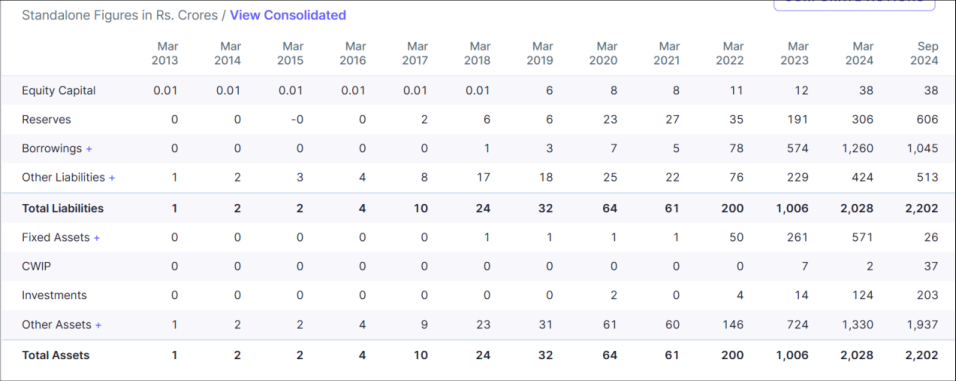 Standalone Figures in Rs. Crores / View Consolidated
Mar 2013 Mar 2014 Mar 2015 Mar 2016 Mar 2017 Mar 2018 Mar 2019 Mar 2020 Mar 2021 Mar 2022 Mar 2023 Mar 2024 Sep 2024
Equity Capital 0.01 0.01 0.01 0.01 0.01 0.01 6 8 8 11 12 38 38
Reserves 0 0 -0 0 2 6 6 23 27 35 191 306 606
Borrowings + 0 0 0 0 0 1 3 7 5 78 574 1,260 1,045
Other Liabilities + 1 2 3 4 8 17 18 25 22 76 229 424 513
Total Liabilities 1 2 2 4 10 24 32 64 61 200 1,006 2,028 2,202
Fixed Assets + 0 0 0 0 0 1 1 1 1 50 261 571 26
CWIP 0 0 0 0 0 0 0 0 0 0 7 2 37
Investments 0 0 0 0 0 0 0 2 0 4 14 124 203
Other Assets + 1 2 2 4 9 23 31 61 60 146 724 1,330 1,937
Total Assets 1 2 2 4 10 24 32 64 61 200 1,006 2,028 2,202